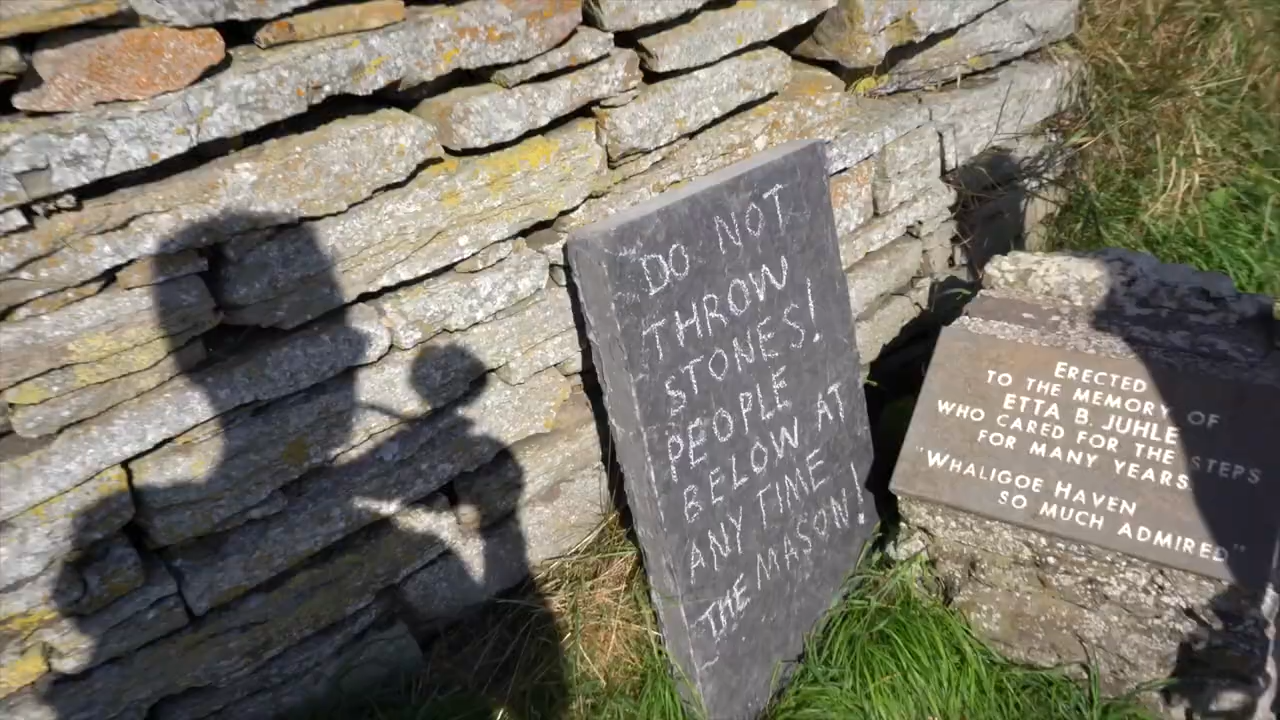 DO NOT
THROW
STONES!
PEOPLE
BELOW AT
ANY TIME
THE MASON!
ERECTED
TO THE MEMORY OF
ETTA B. JUHLE
WHO CARED FOR THE STEPS
FOR MANY YEARS
"WHALIGOE HAVEN
SO MUCH ADMIRED"